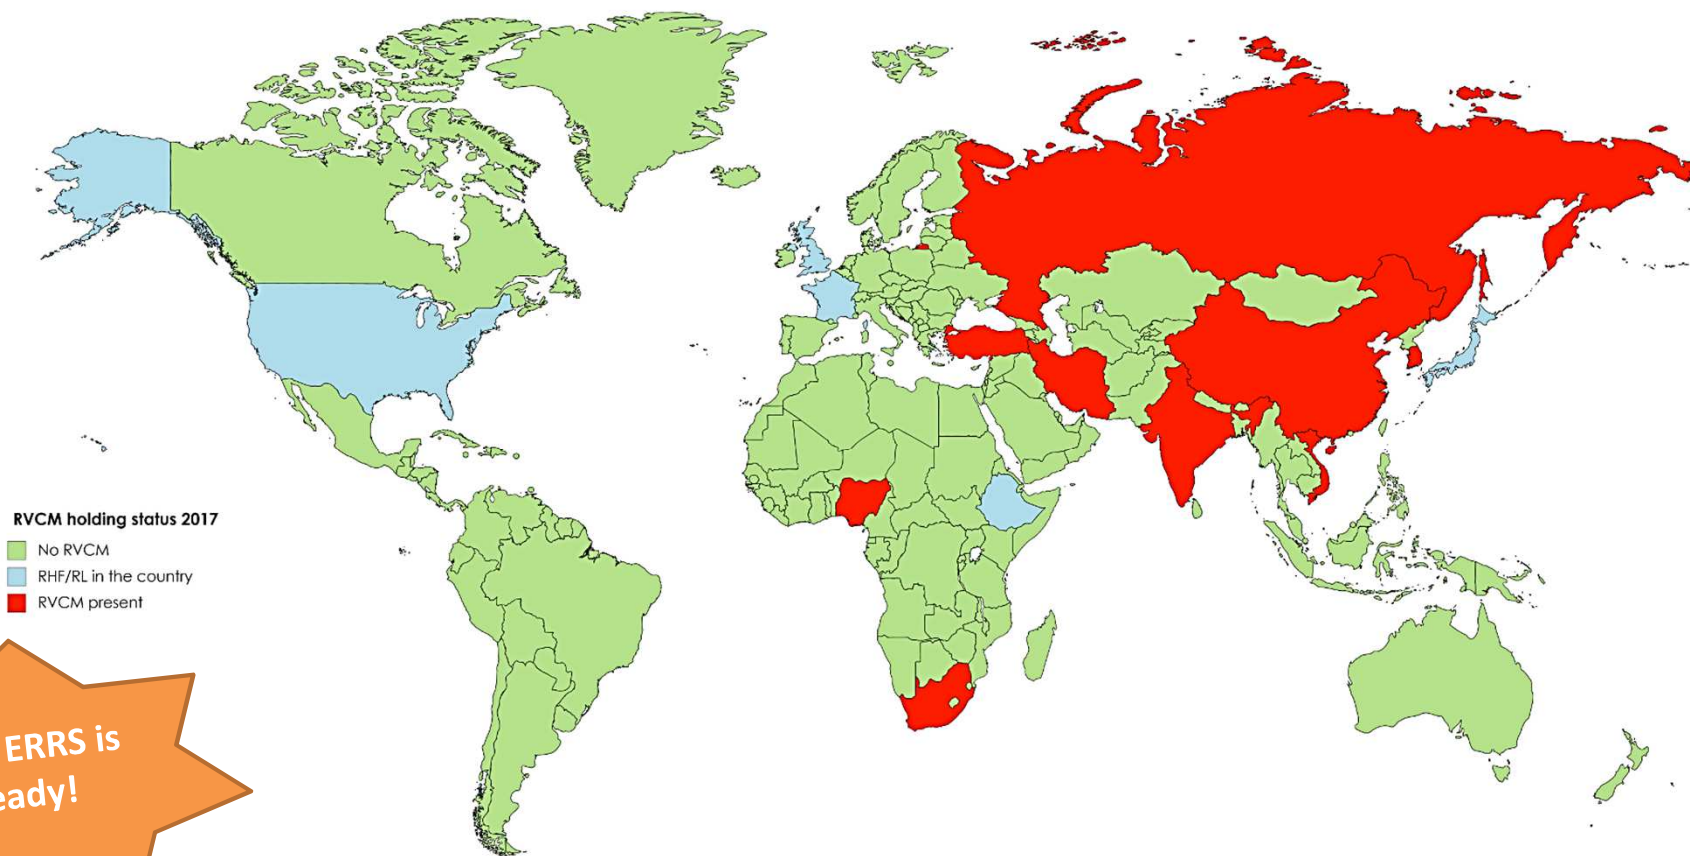 RVCM holding status 2017
No RVCM
RHF/RL in the country
RVCM present
ERRS is
eady!